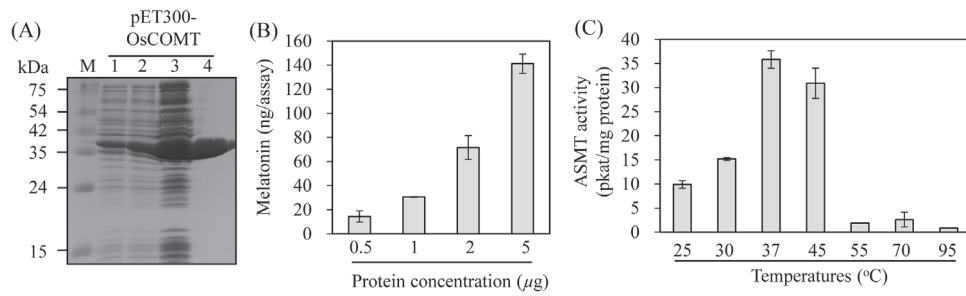 (A)
pET300-
OsCOMT
kDa M 1 2 3 4
75
54
42
35
24
15
(B)
Melatonin (ng/assay)
160
140
120
100
80
60
40
20
0
0.5 1 2 5
Protein concentration (µg)
(C)
ASMT activity
(pkat/mg protein)
40
35
30
25
20
15
10
5
0
25 30 37 45 55 70 95
Temperatures (°C)